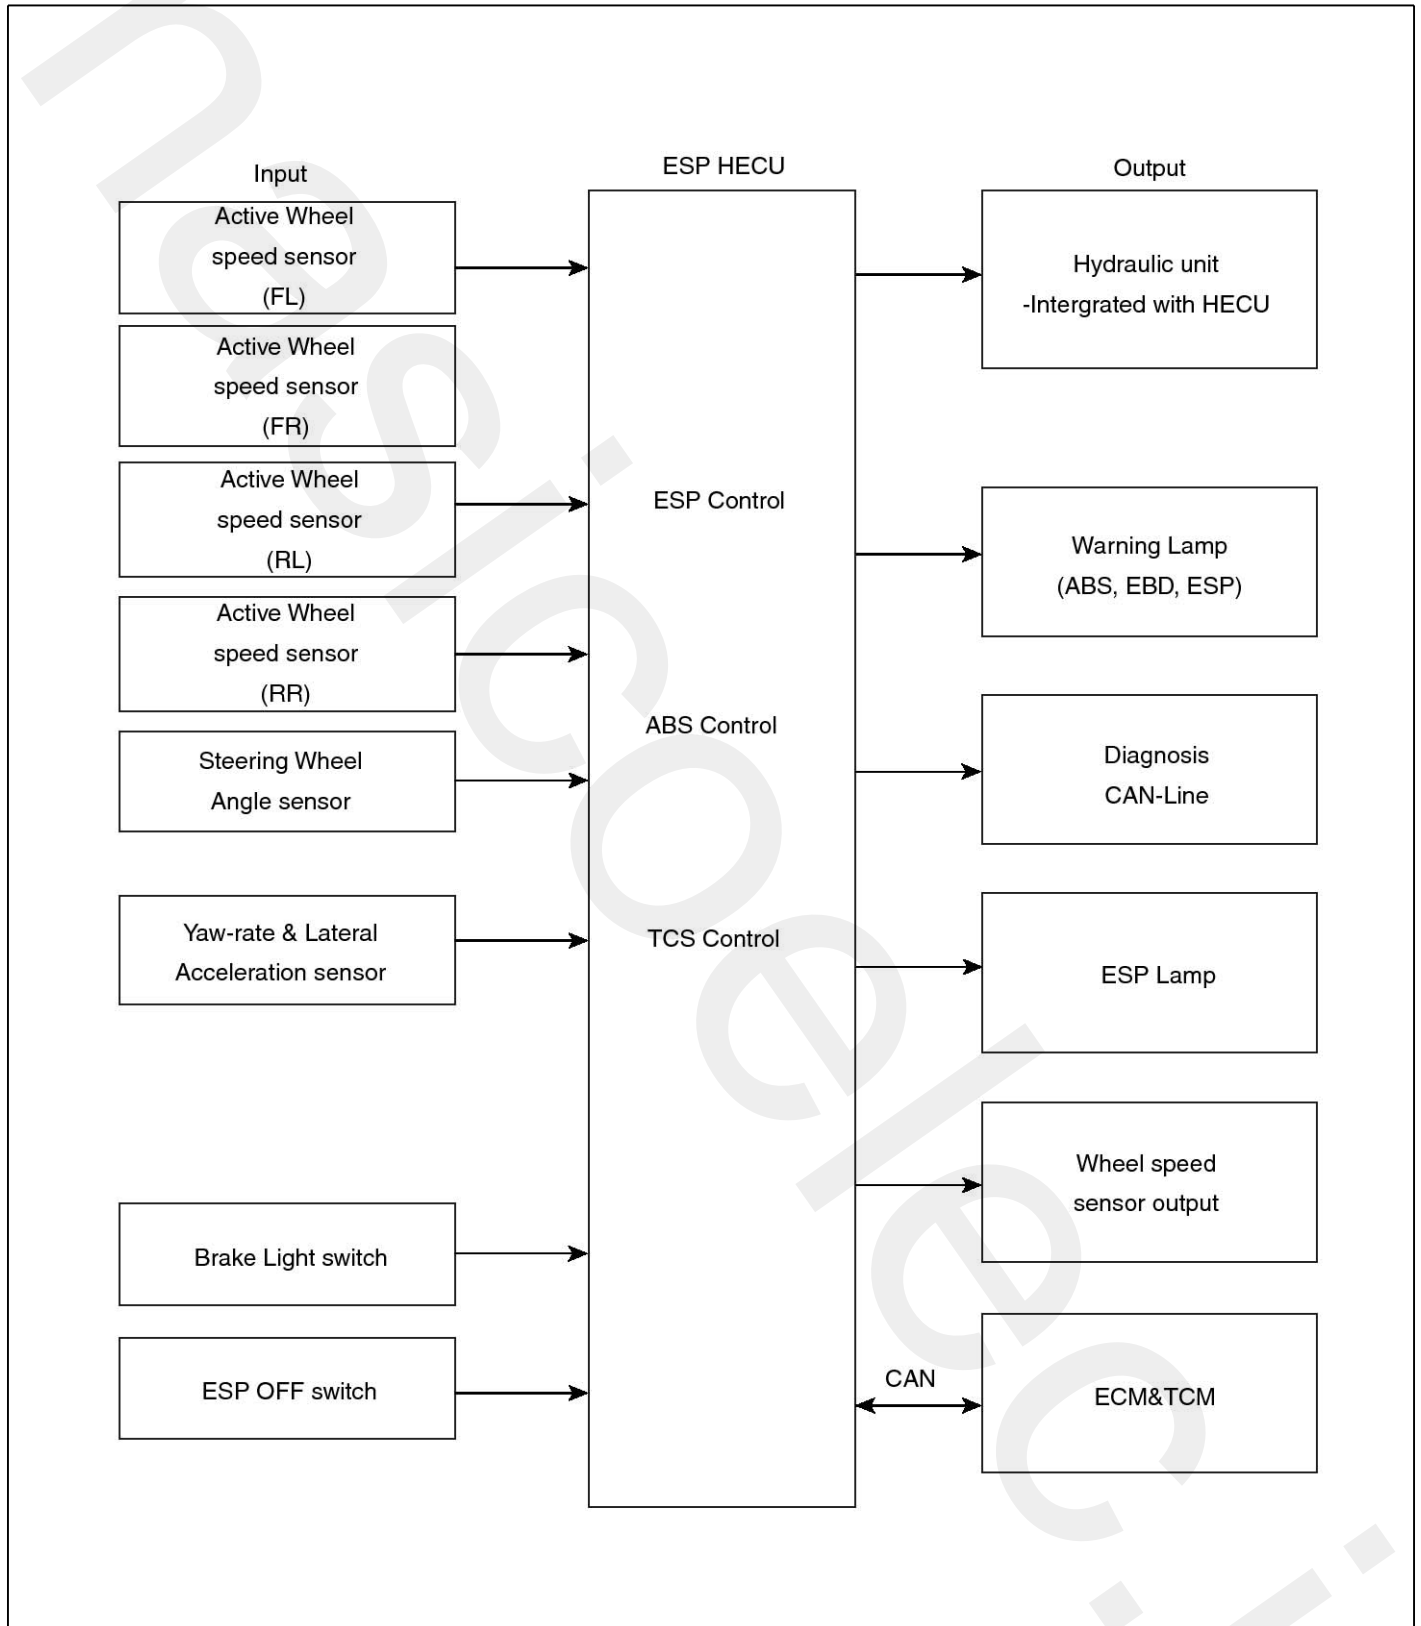 Input
Active Wheel
speed sensor
(FL)
Active Wheel
speed sensor
(FR)
Active Wheel
speed sensor
(RL)
Active Wheel
speed sensor
(RR)
Steering Wheel
Angle sensor
Yaw-rate & Lateral
Acceleration sensor
Brake Light switch
ESP OFF switch
ESP HECU
ESP Control
ABS Control
TCS Control
Output
Hydraulic unit
-Intergrated with HECU
Warning Lamp
(ABS, EBD, ESP)
Diagnosis
CAN-Line
ESP Lamp
Wheel speed
sensor output
CAN
ECM&TCM